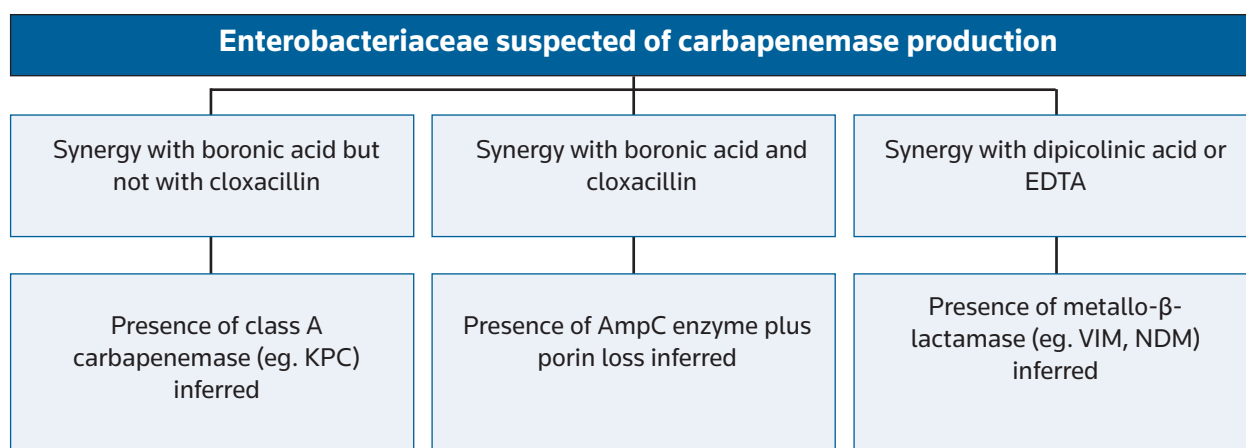 Enterobacteriaceae suspected of carbapenemase production
Synergy with boronic acid but
not with cloxacillin
Synergy with boronic acid and
cloxacillin
Synergy with dipicolinic acid or
EDTA
Presence of class A
carbapenemase (eg. KPC)
inferred
Presence of AmpC enzyme plus
porin loss inferred
Presence of metallo-β-
lactamase (eg. VIM, NDM)
inferred